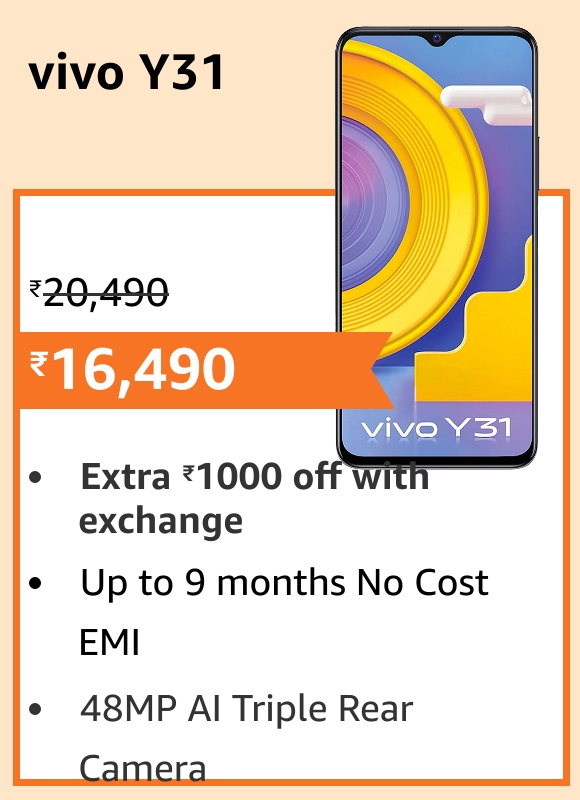 vivo Y31
₹20,490
₹16,490
vivo Y31
• Extra ₹1000 off with
exchange
• Up to 9 months No Cost
EMI
• 48MP AI Triple Rear
Camera